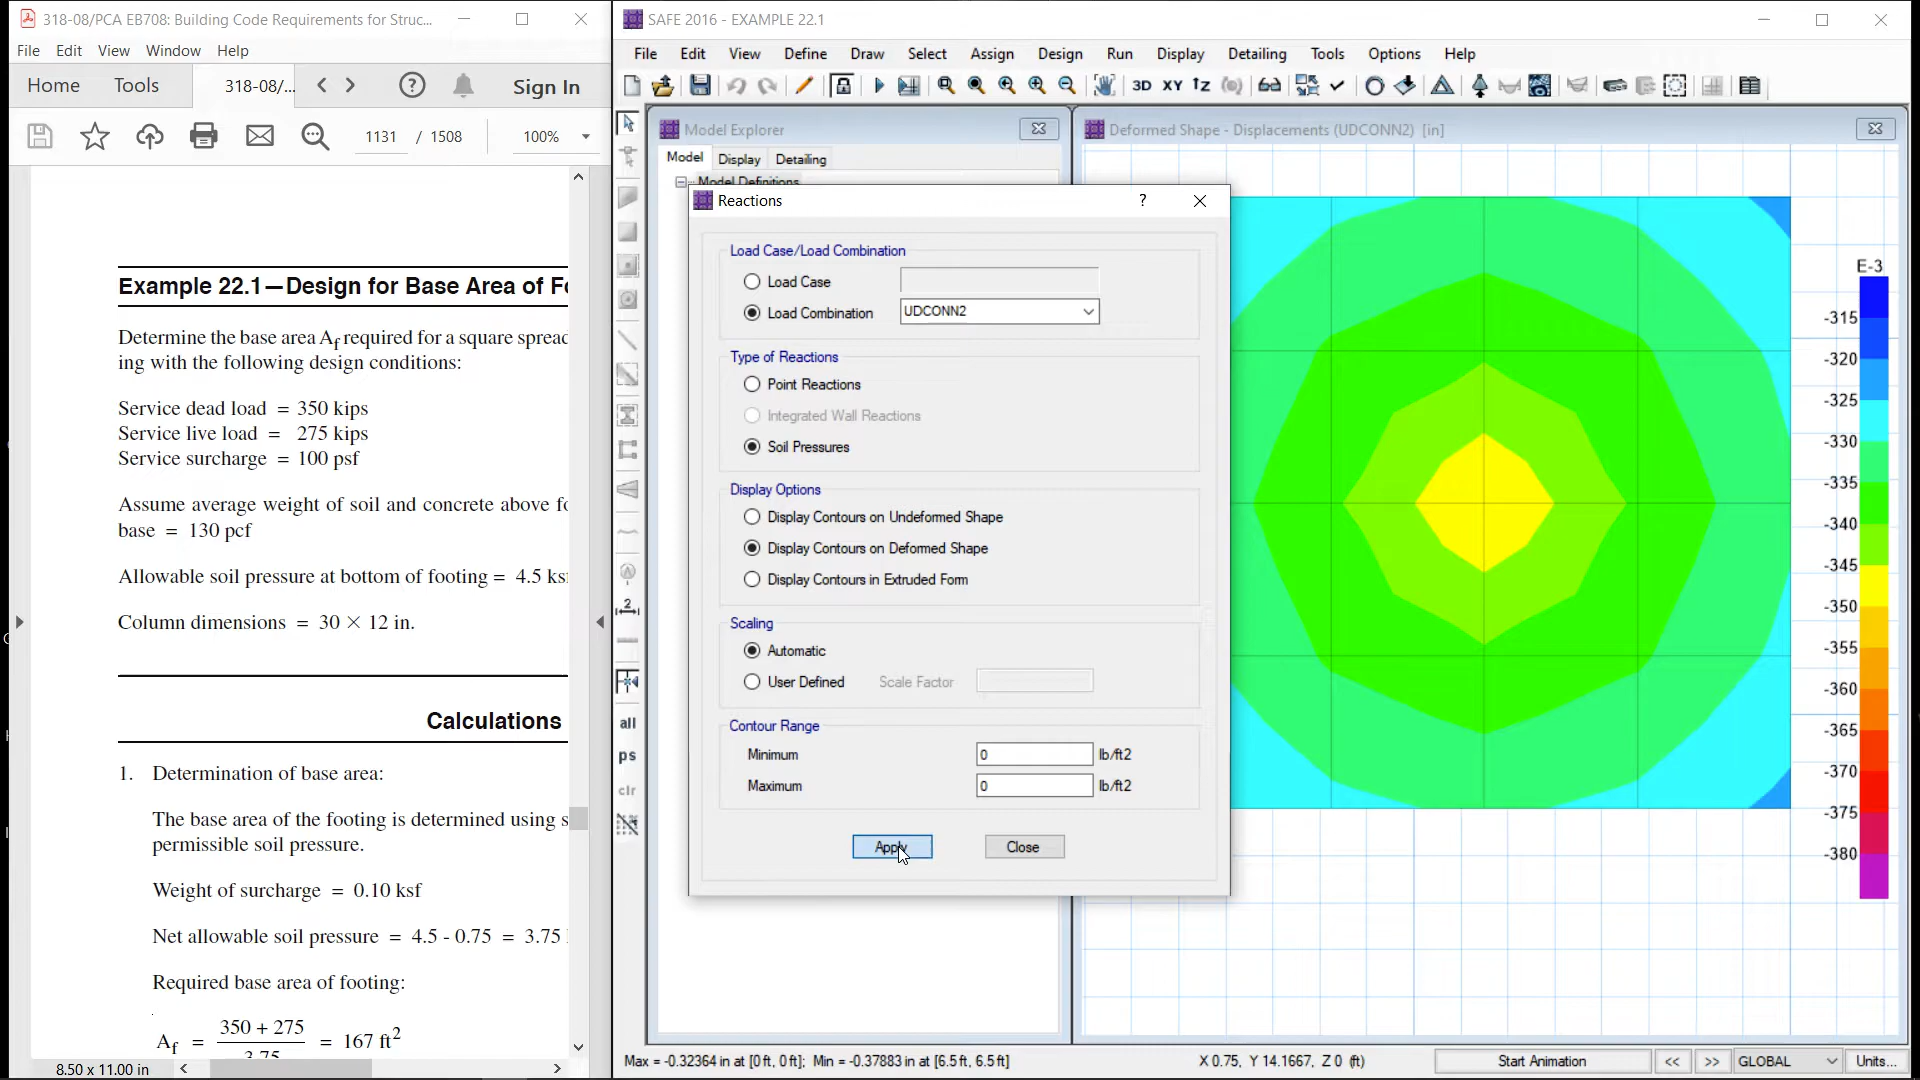 318-08/PCA EB708: Building Code Requirements for Struc...
File Edit View Window Help
Home Tools 318-08/... Sign In
1131 / 1508 100%
Example 22.1—Design for Base Area of Fo
Determine the base area Af required for a square spread
ing with the following design conditions:
Service dead load = 350 kips
Service live load = 275 kips
Service surcharge = 100 psf
Assume average weight of soil and concrete above fo
base = 130 pcf
Allowable soil pressure at bottom of footing = 4.5 ksf
Column dimensions = 30 × 12 in.
Calculations
1. Determination of base area:
The base area of the footing is determined using s
permissible soil pressure.
Weight of surcharge = 0.10 ksf
Net allowable soil pressure = 4.5 - 0.75 = 3.75
Required base area of footing:
Af = 350 + 275 / 3.75 = 167 ft2
8.50 x 11.00 in
SAFE 2016 - EXAMPLE 22.1
File Edit View Define Draw Select Assign Design Run Display Detailing Tools Options Help
3D XY
Model Explorer
Model Display Detailing
Model Definitions
all
ps
clr
Reactions
?
Load Case/Load Combination
Load Case
Load Combination UDCONN2
Type of Reactions
Point Reactions
Integrated Wall Reactions
Soil Pressures
Display Options
Display Contours on Undeformed Shape
Display Contours on Deformed Shape
Display Contours in Extruded Form
Scaling
Automatic
User Defined Scale Factor
Contour Range
Minimum 0 lb/ft2
Maximum 0 lb/ft2
Apply Close
Deformed Shape - Displacements (UDCONN2) [in]
E-3
-315
-320
-325
-330
-335
-340
-345
-350
-355
-360
-365
-370
-375
-380
Max = -0.32364 in at [0 ft, 0 ft]; Min = -0.37883 in at [6.5 ft, 6.5 ft] X 0.75, Y 14.1667, Z 0 (ft) Start Animation << >> GLOBAL Units...